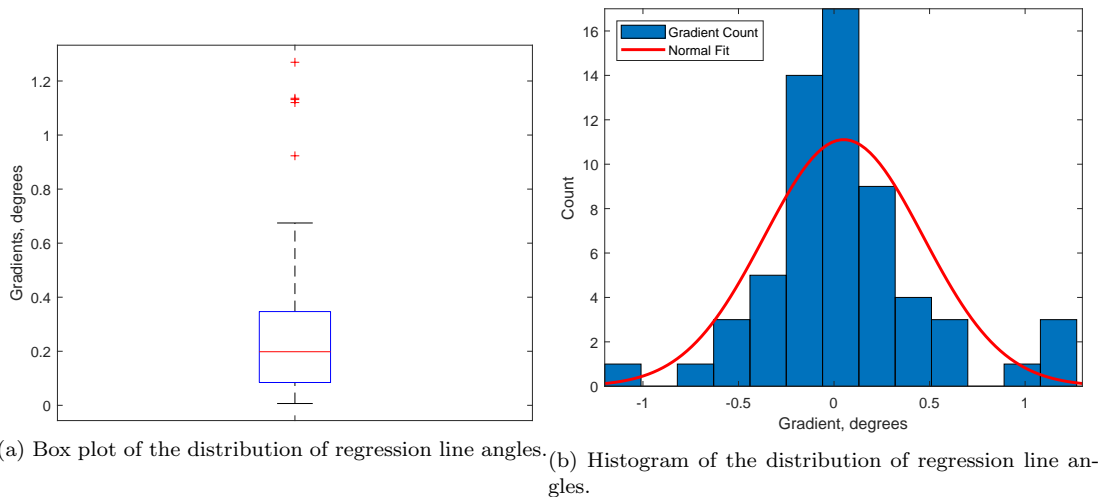 1.2
1
0.8
0.6
0.4
0.2
0
Gradients, degrees
(a) Box plot of the distribution of regression line angles.
Gradient Count
Normal Fit
16
14
12
10
8
6
4
2
0
Count
-1 -0.5 0 0.5 1
Gradient, degrees
(b) Histogram of the distribution of regression line an-
gles.